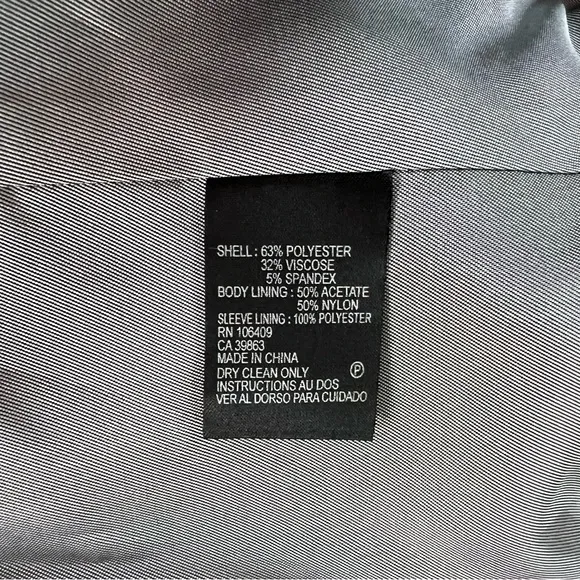 SHELL : 63% POLYESTER
32% VISCOSE
5% SPANDEX
BODY LINING : 50% ACETATE
50% NYLON
SLEEVE LINING : 100% POLYESTER
RN 106409
CA 39863
MADE IN CHINA
DRY CLEAN ONLY Ⓟ
INSTRUCTIONS AU DOS
VER AL DORSO PARA CUIDADO